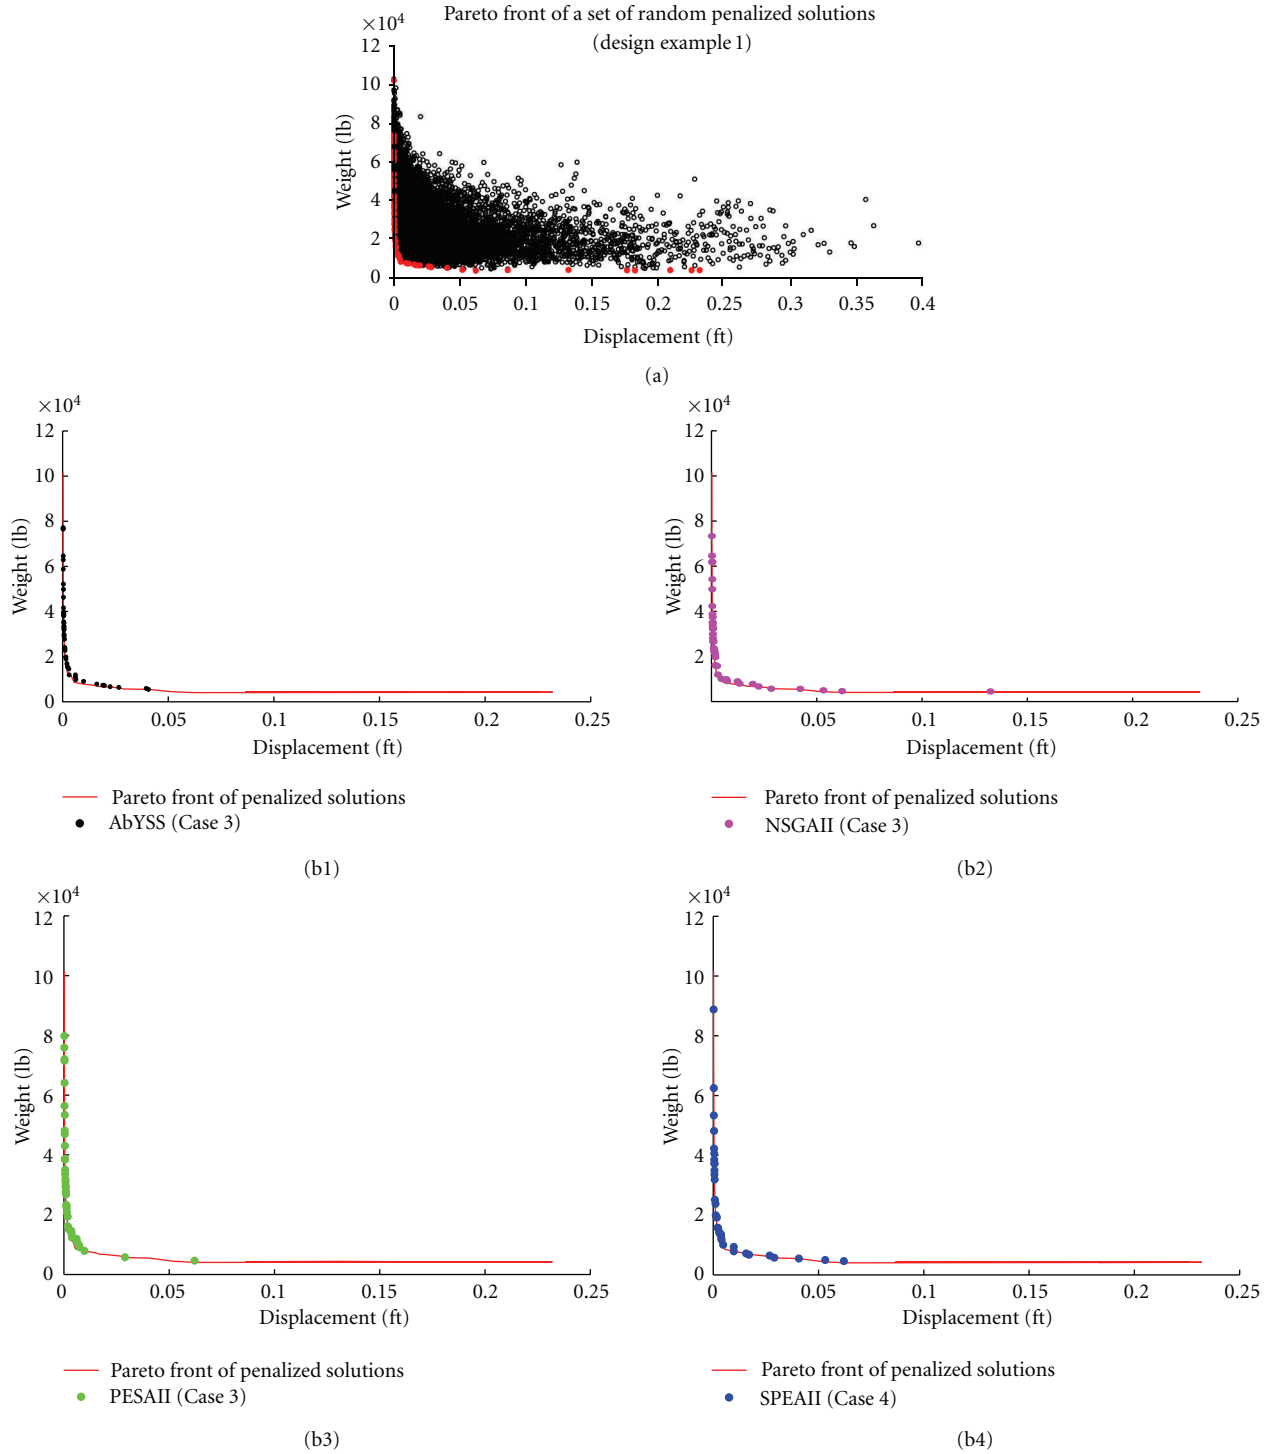 Pareto front of a set of random penalized solutions
(design example 1)
×10⁴
12
10
8
6
4
2
0
Weight (lb)
0 0.05 0.1 0.15 0.2 0.25 0.3 0.35 0.4
Displacement (ft)
(a)
×10⁴
12
10
8
6
4
2
0
Weight (lb)
0 0.05 0.1 0.15 0.2 0.25
Displacement (ft)
Pareto front of penalized solutions
AbYSS (Case 3)
(b1)
×10⁴
12
10
8
6
4
2
Weight (lb)
0.05 0.1 0.15 0.2 0.25
Displacement (ft)
Pareto front of penalized solutions
NSGAII (Case 3)
(b2)
×10⁴
12
10
8
6
4
2
0
Weight (lb)
0 0.05 0.1 0.15 0.2 0.25
Displacement (ft)
Pareto front of penalized solutions
PESAII (Case 3)
(b3)
×10⁴
12
10
8
6
4
2
0
Weight (lb)
0 0.05 0.1 0.15 0.2 0.25
Displacement (ft)
Pareto front of penalized solutions
SPEAII (Case 4)
(b4)